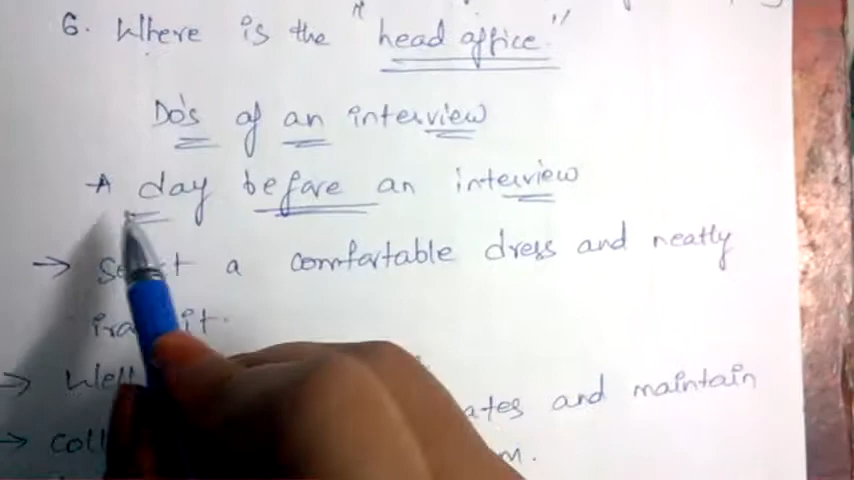 6. Where is the "head office"
Do's of an interview
A day before an interview
→ a comfortable dress and neatly
it.
→ and maintain
→